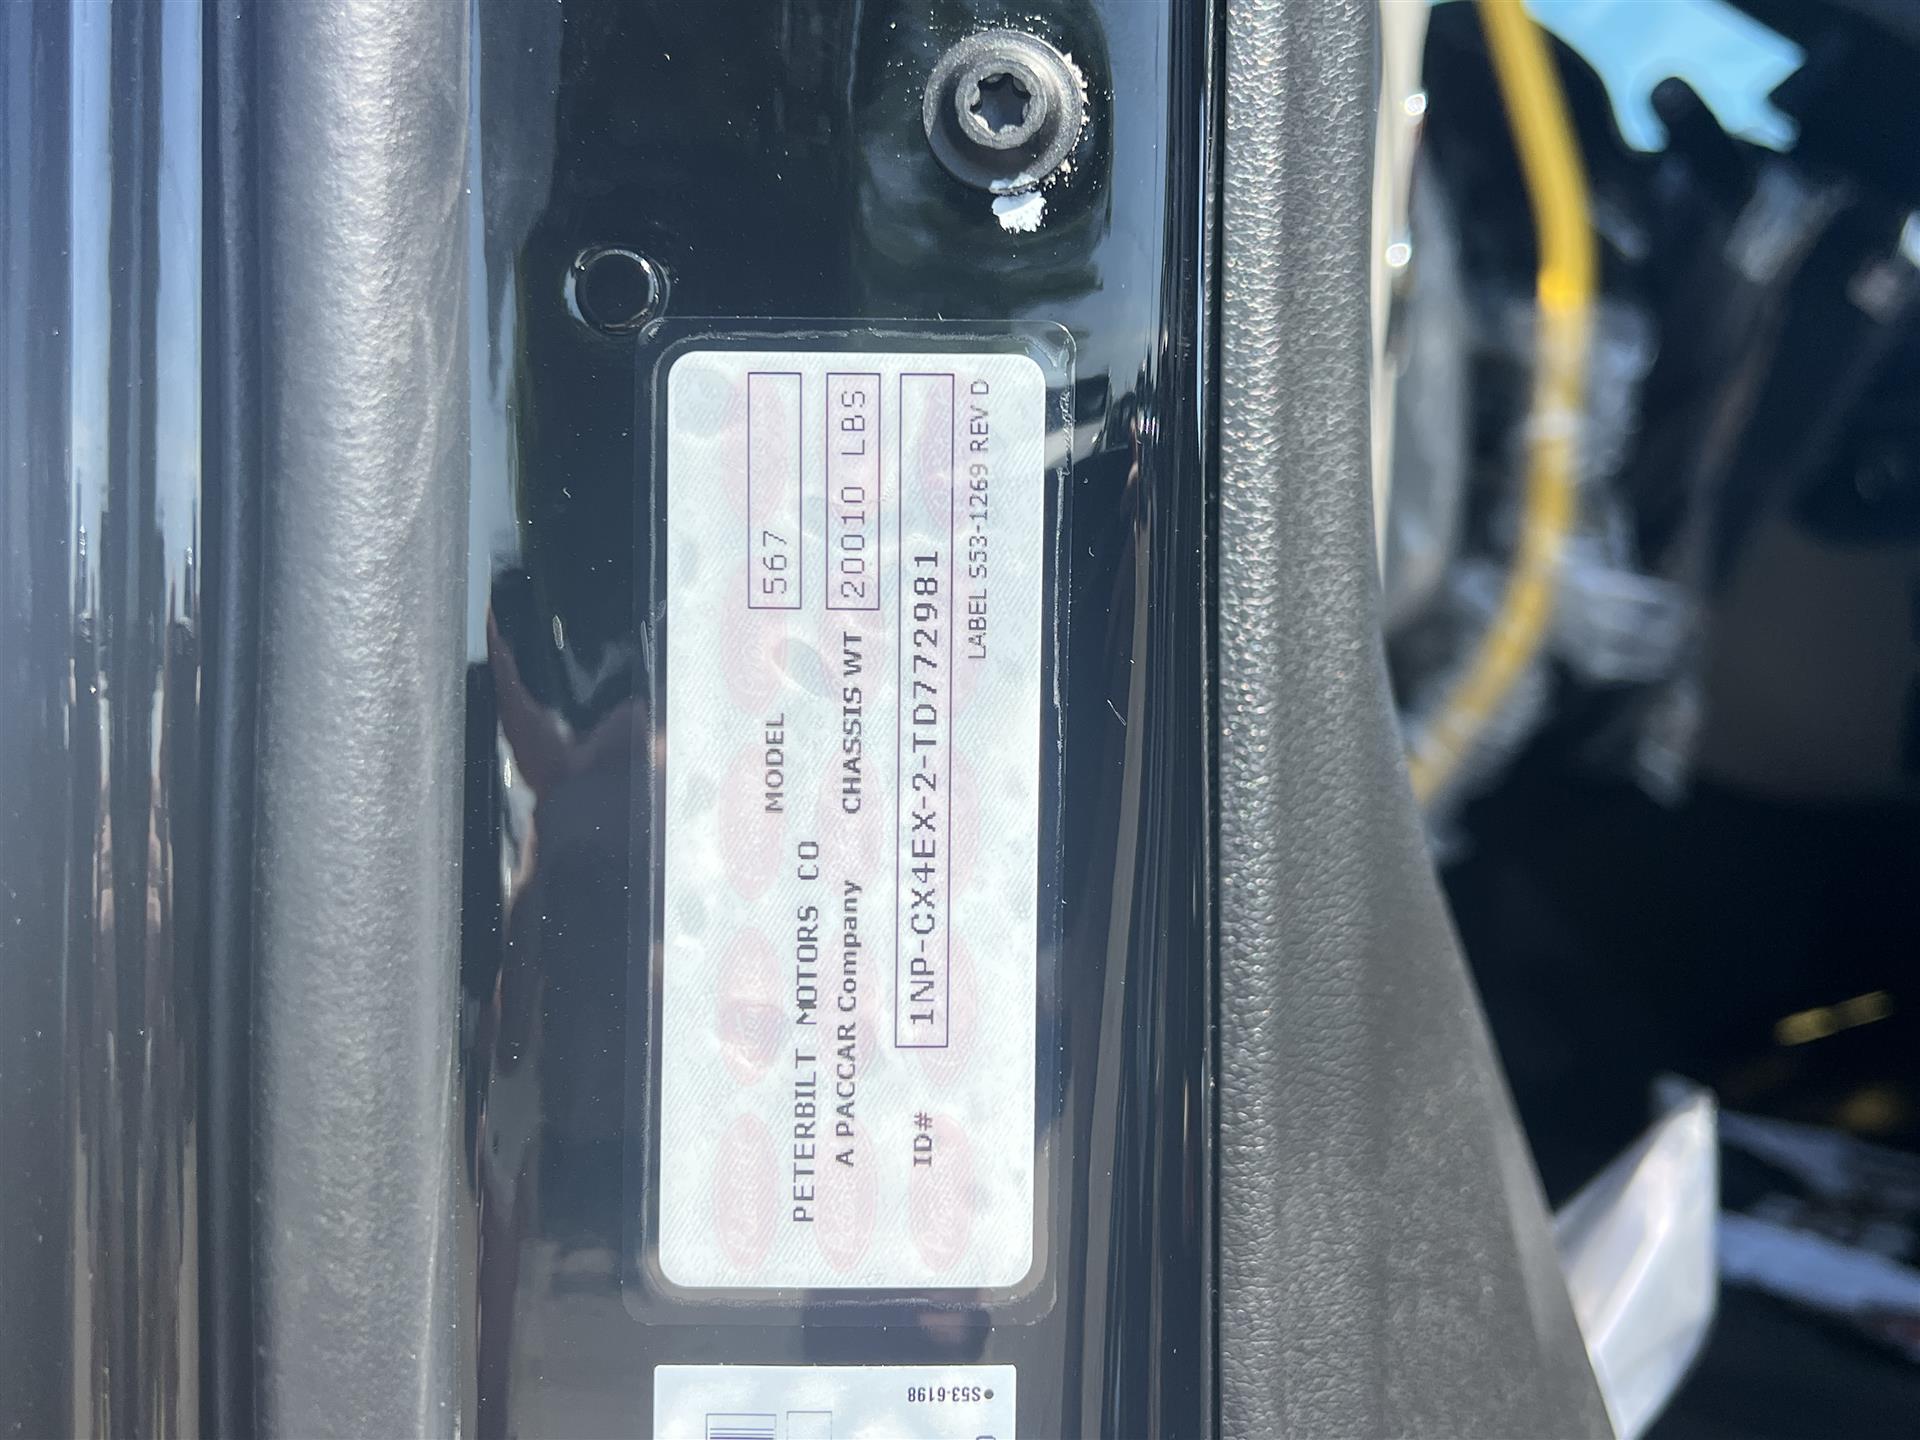 MODEL 567
PETERBILT MOTORS CO
A PACCAR Company CHASSIS WT 20010 LBS
ID# 1NP-CX4EX-2-TD772981
LABEL S53-1269 REV D
S53-6198